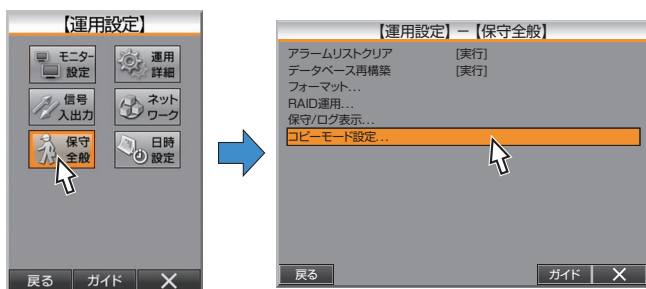 【運用設定】
モニター
設定
運用
詳細
信号
入出力
ネット
ワーク
保守
全般
日時
設定
戻る ガイド ×
【運用設定】－【保守全般】
アラームリストクリア [実行]
データベース再構築 [実行]
フォーマット...
RAID運用...
保守/ログ表示...
コピーモード設定...
戻る ガイド ×